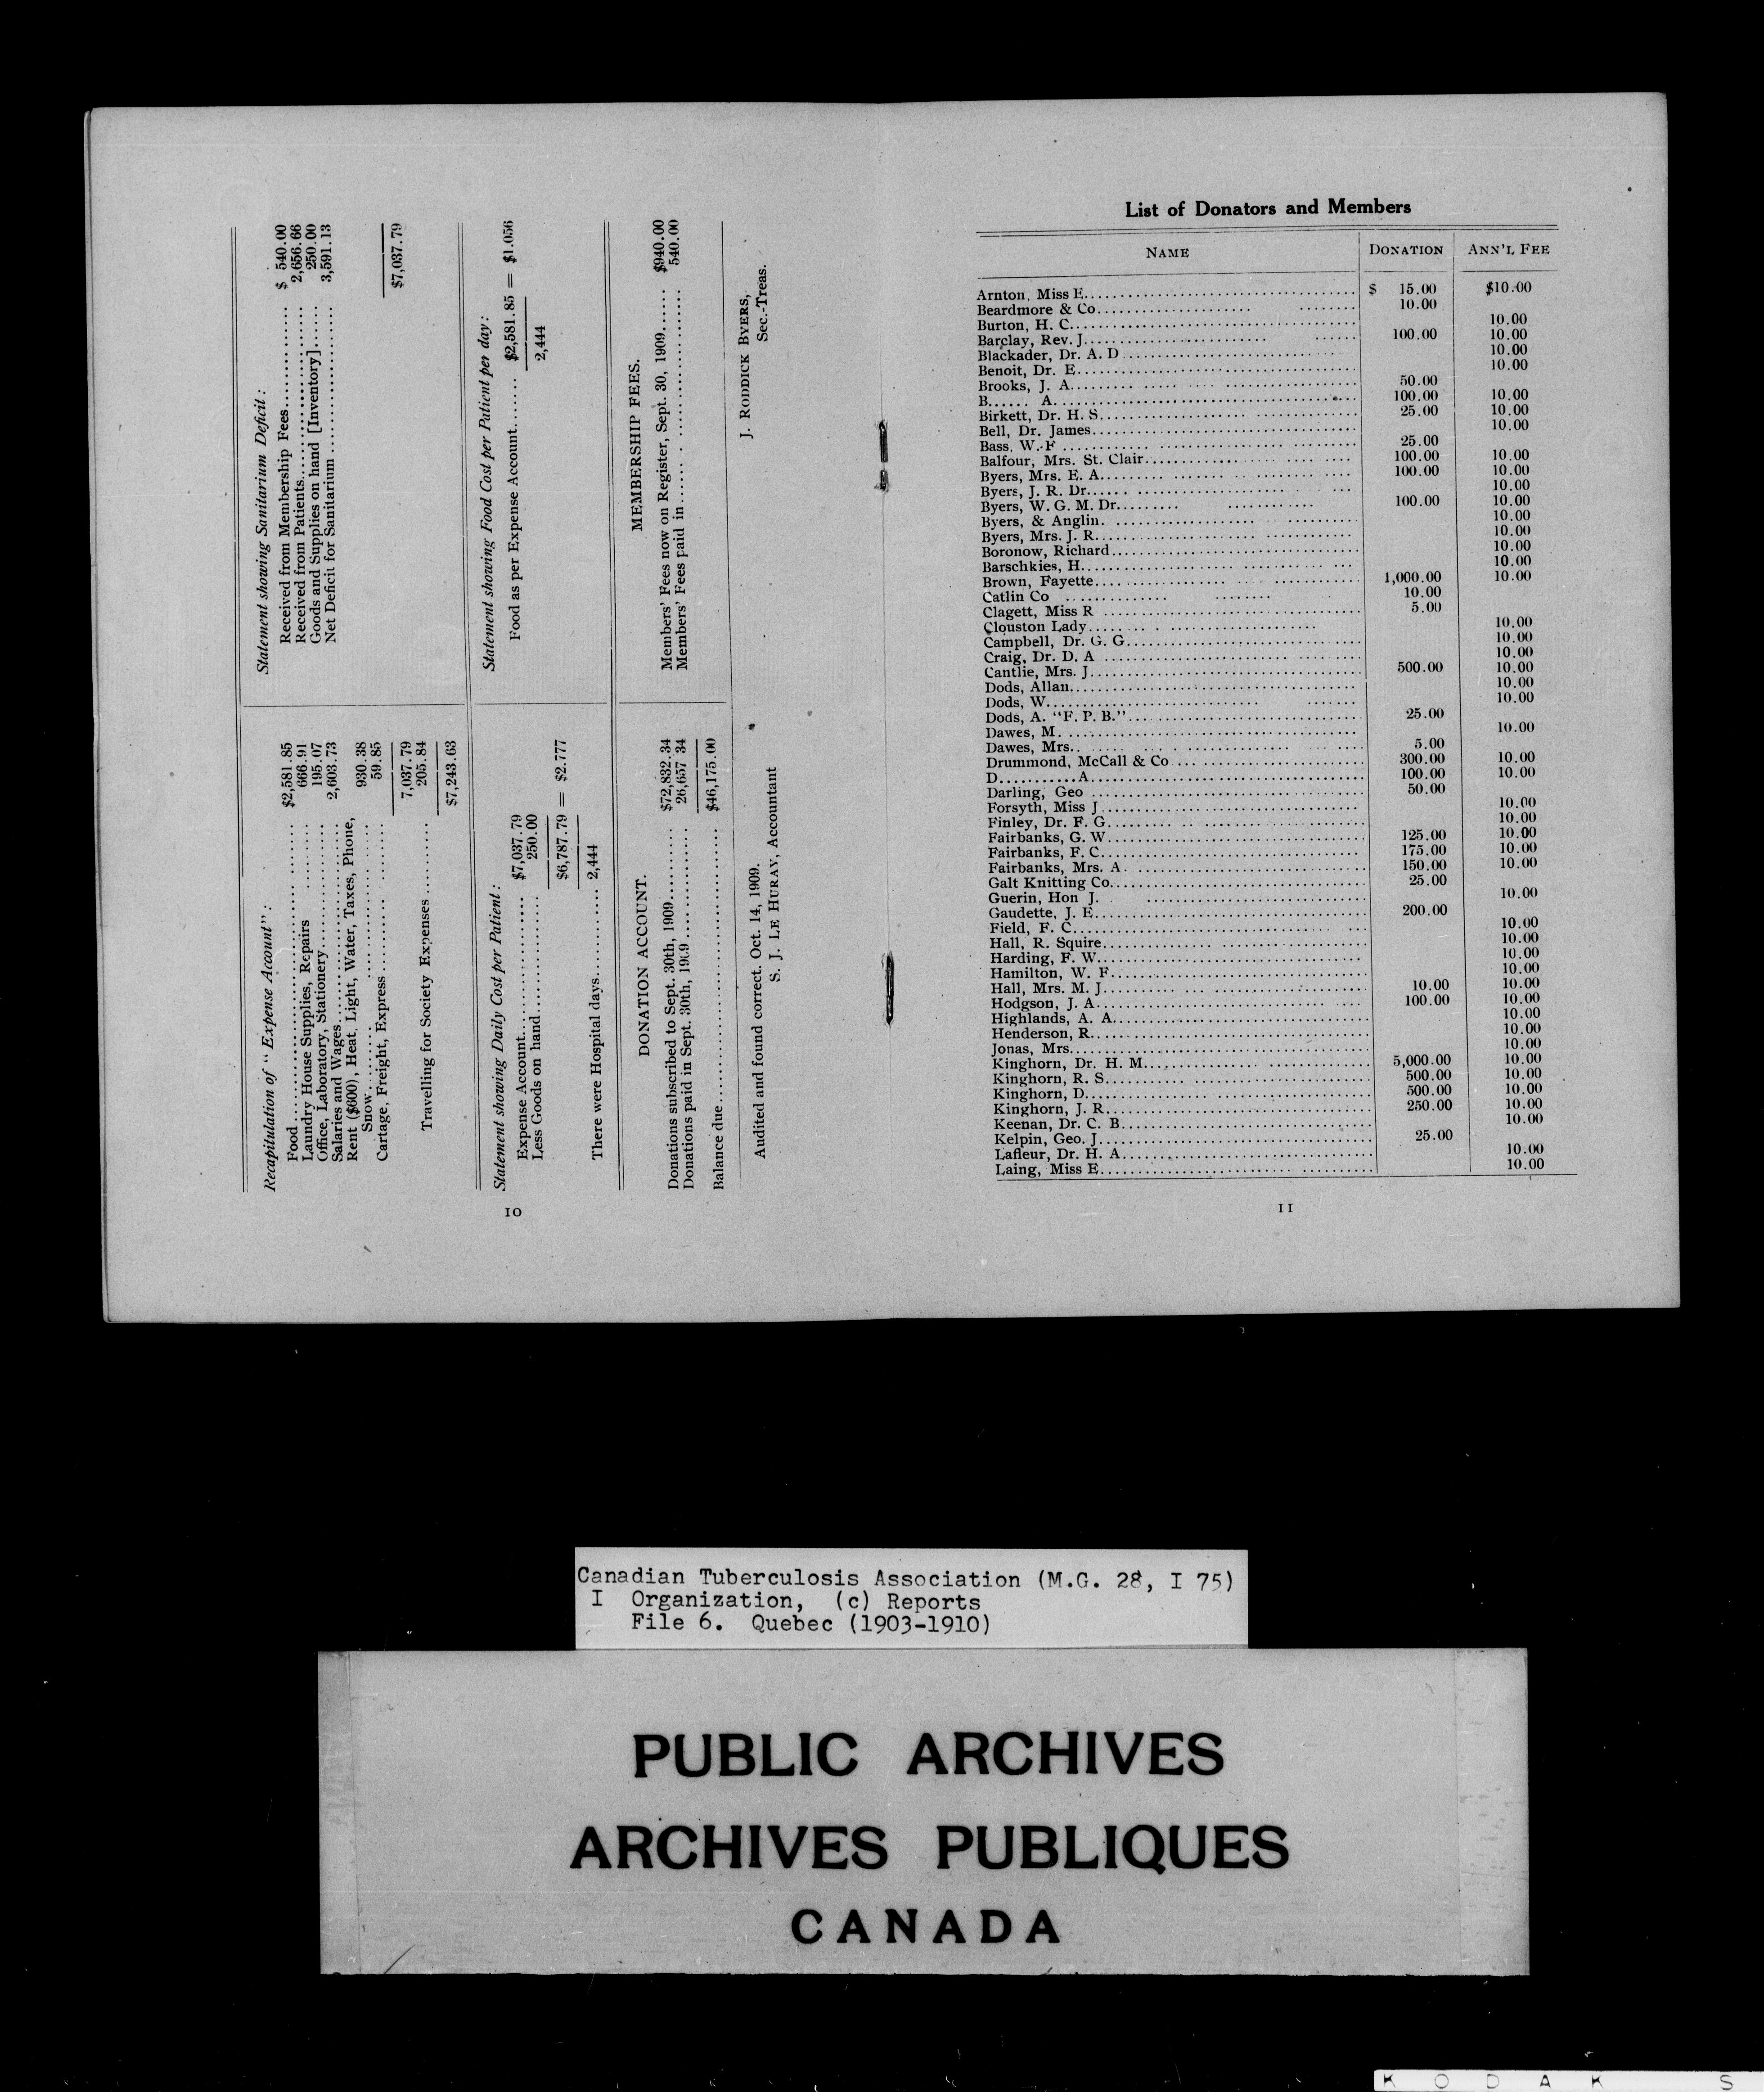 Recapitulation of "Expense Account":
Food.......... $2,581.85
Laundry House Supplies, Repairs .......... 666.91
Office, Laboratory, Stationery.......... 195.07
Salaries and Wages.......... 2,603.73
Rent ($600), Heat, Light, Water, Taxes, Phone,
Snow.......... 930.38
Cartage, Freight, Express.......... 59.85
7,037.79
Travelling for Society Expenses.......... 205.84
$7,243.63
Statement showing Sanitarium Deficit:
Received from Membership Fees.......... $ 540.00
Received from Patients.......... 2,656.66
Goods and Supplies on hand [Inventory]....... 250.00
Net Deficit for Sanitarium.......... 3,591.13
$7,037.79
Statement showing Daily Cost per Patient:
Expense Account.......... $7,037.79
Less Goods on hand.......... 250.00
$6,787.79 = $2.777
There were Hospital days.......... 2,444
Statement showing Food Cost per Patient per day:
Food as per Expense Account........ $2,581.85 = $1.056
2,444
DONATION ACCOUNT.
Donations subscribed to Sept. 30th, 1909.......... $72,832.34
Donations paid in Sept. 30th, 1909.......... 26,657.34
Balance due.......... $46,175.00
MEMBERSHIP FEES.
Members' Fees now on Register, Sept. 30, 1909...... $940.00
Members' Fees paid in.......... 540.00
Audited and found correct. Oct. 14, 1909.
S. J. LE HURAY, Accountant
J. RODDICK BYERS,
Sec.-Treas.
10
List of Donators and Members
NAME DONATION ANN'L FEE
Arnton, Miss E.......... $ 15.00 $10.00
Beardmore & Co.......... 10.00
Burton, H. C.......... 10.00
Barclay, Rev. J.......... 100.00 10.00
Blackader, Dr. A. D.......... 10.00
Benoit, Dr. E.......... 10.00
Brooks, J. A.......... 50.00
B...... A.......... 100.00 10.00
Birkett, Dr. H. S.......... 25.00 10.00
Bell, Dr. James.......... 10.00
Bass, W. F.......... 25.00
Balfour, Mrs. St. Clair.......... 100.00 10.00
Byers, Mrs. E. A.......... 100.00 10.00
Byers, J. R. Dr.......... 10.00
Byers, W. G. M. Dr.......... 100.00 10.00
Byers, & Anglin.......... 10.00
Byers, Mrs. J. R.......... 10.00
Boronow, Richard.......... 10.00
Barschkies, H.......... 10.00
Brown, Fayette.......... 1,000.00 10.00
Catlin Co.......... 10.00
Clagett, Miss R.......... 5.00
Clouston Lady.......... 10.00
Campbell, Dr. G. G.......... 10.00
Craig, Dr. D. A.......... 10.00
Cantlie, Mrs. J.......... 500.00 10.00
Dods, Allan.......... 10.00
Dods, W.......... 10.00
Dods, A. "F. P. B.".......... 25.00
Dawes, M.......... 10.00
Dawes, Mrs.......... 5.00
Drummond, McCall & Co.......... 300.00 10.00
D...........A.......... 100.00 10.00
Darling, Geo.......... 50.00
Forsyth, Miss J.......... 10.00
Finley, Dr. F. G.......... 10.00
Fairbanks, G. W.......... 125.00 10.00
Fairbanks, F. C.......... 175.00 10.00
Fairbanks, Mrs. A.......... 150.00 10.00
Galt Knitting Co.......... 25.00
Guerin, Hon J.......... 10.00
Gaudette, J. E.......... 200.00
Field, F. C.......... 10.00
Hall, R. Squire.......... 10.00
Harding, F. W.......... 10.00
Hamilton, W. F.......... 10.00
Hall, Mrs. M. J.......... 10.00 10.00
Hodgson, J. A.......... 100.00 10.00
Highlands, A. A.......... 10.00
Henderson, R.......... 10.00
Jonas, Mrs.......... 10.00
Kinghorn, Dr. H. M.......... 5,000.00 10.00
Kinghorn, R. S.......... 500.00 10.00
Kinghorn, D.......... 500.00 10.00
Kinghorn, J. R.......... 250.00 10.00
Keenan, Dr. C. B.......... 10.00
Kelpin, Geo. J.......... 25.00
Lafleur, Dr. H. A.......... 10.00
Laing, Miss E.......... 10.00
11
Canadian Tuberculosis Association (M.G. 28, I 75)
I Organization, (c) Reports
File 6. Quebec (1903-1910)
PUBLIC ARCHIVES
ARCHIVES PUBLIQUES
CANADA
KODAK S